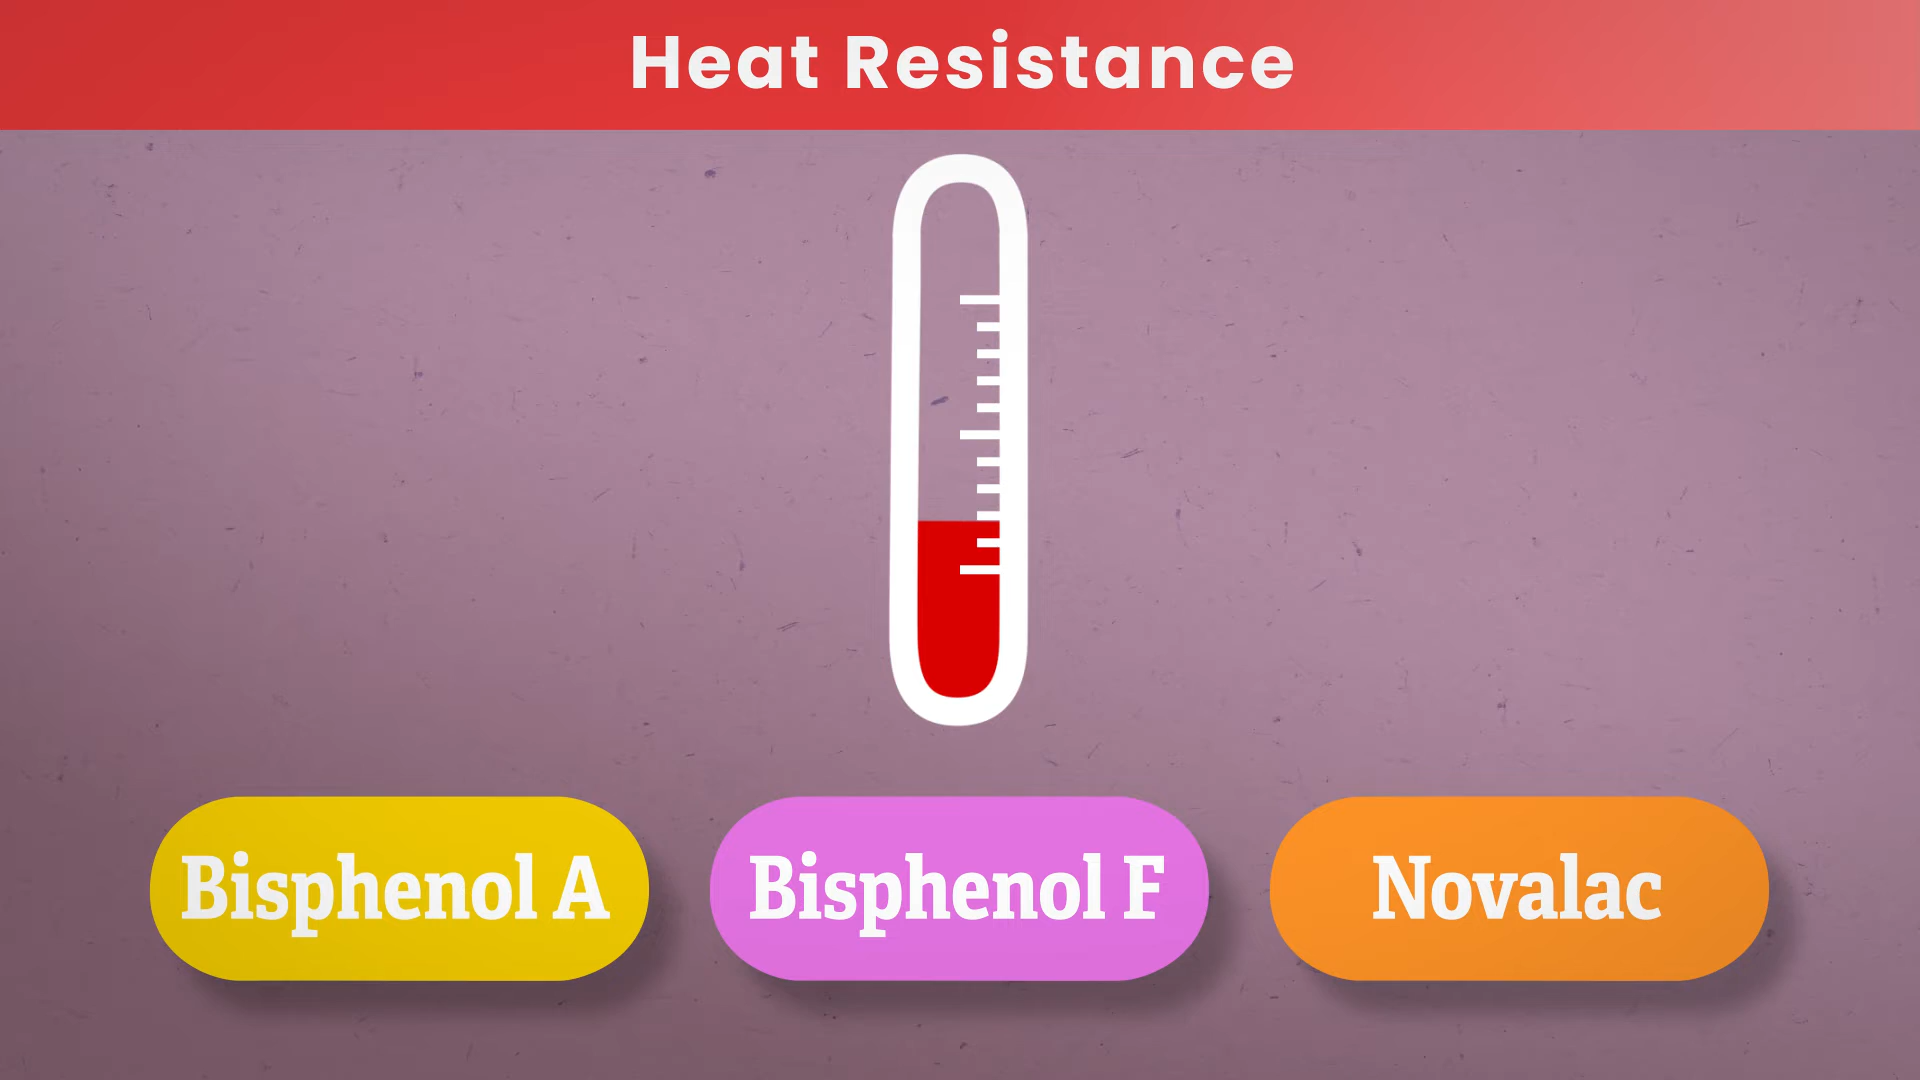 Heat Resistance
Bisphenol A
Bisphenol F
Novalac